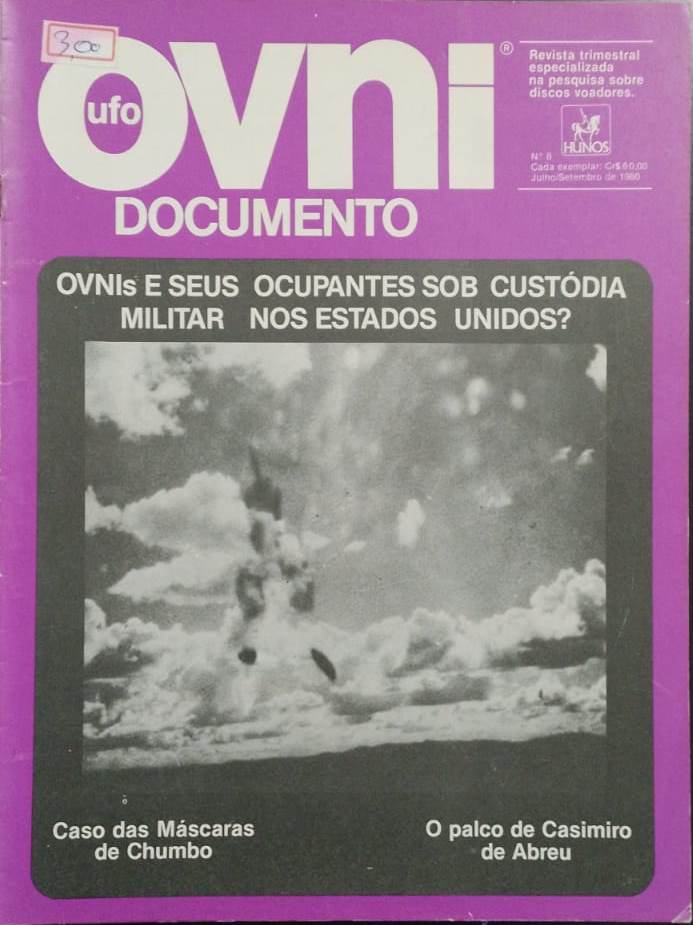 3,00
ovni
ufo
®
DOCUMENTO
Revista trimestral
especializada
na pesquisa sobre
discos voadores.
HUNOS
N.º 8
Cada exemplar: Cr$ 60,00
Julho/Setembro de 1980
OVNIs E SEUS OCUPANTES SOB CUSTÓDIA
MILITAR NOS ESTADOS UNIDOS?
Caso das Máscaras
de Chumbo
O palco de Casimiro
de Abreu